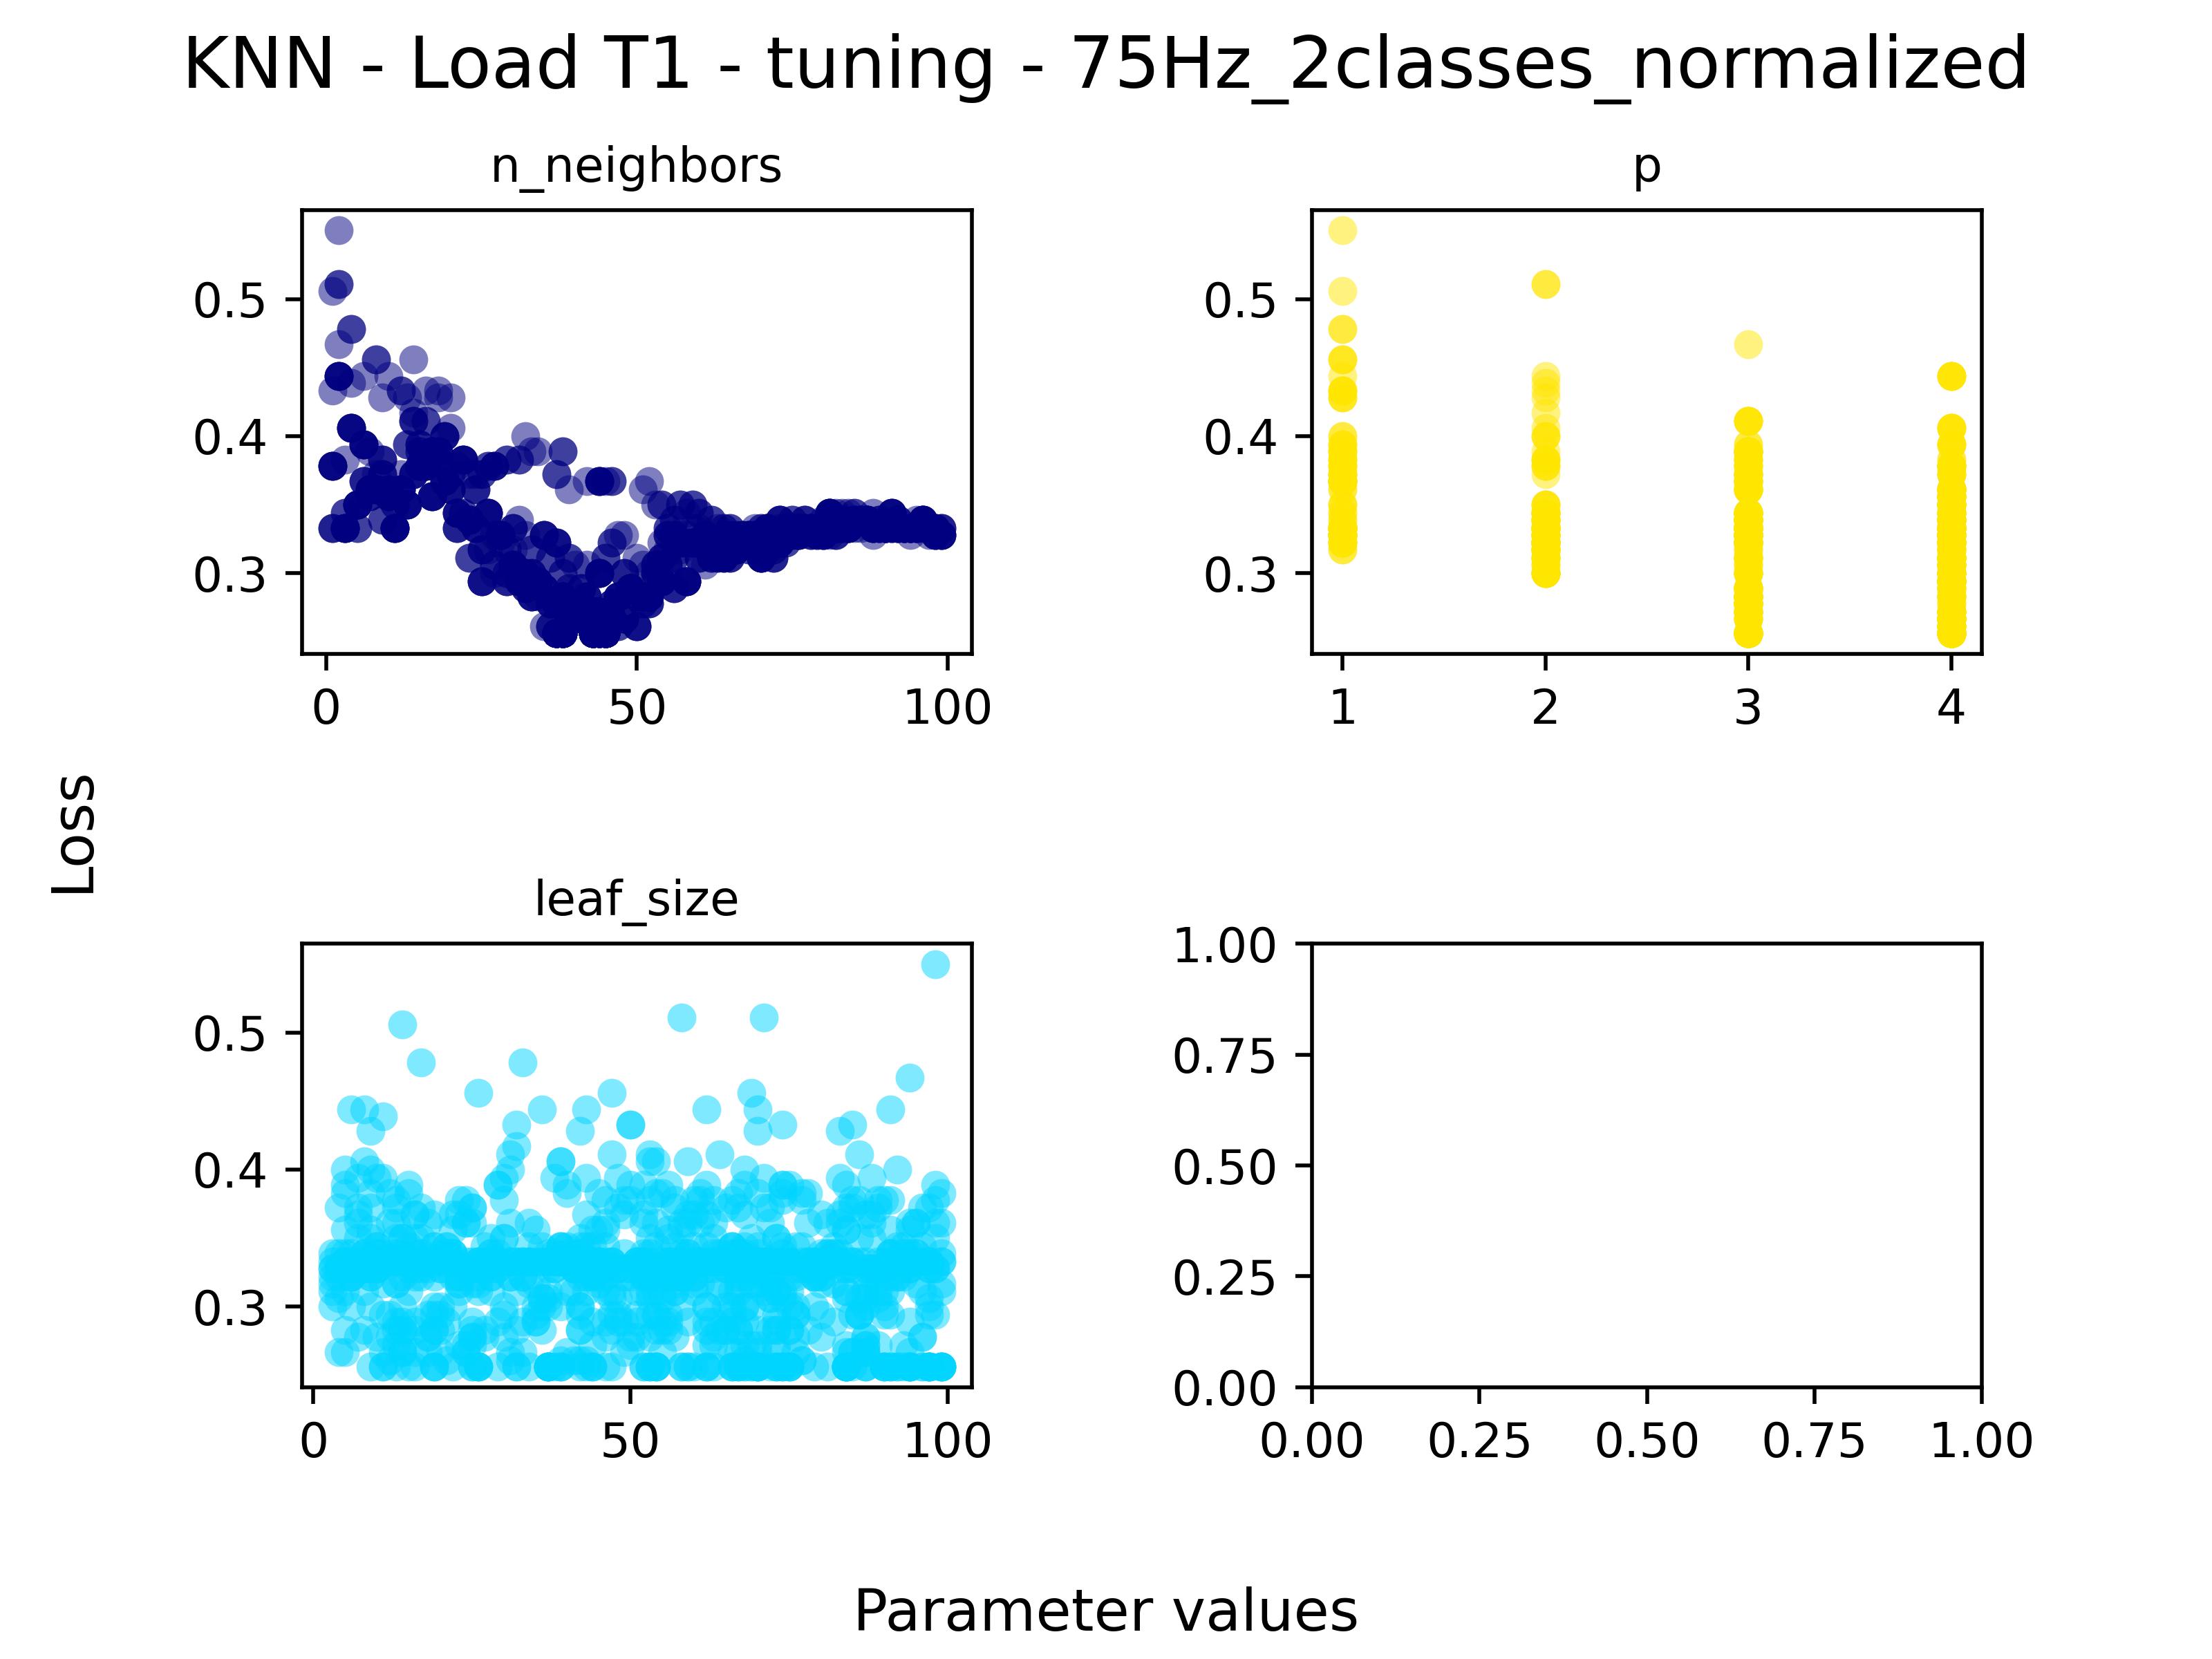 KNN - Load T1 - tuning - 75Hz_2classes_normalized
n_neighbors
0.5
0.4
0.3
0 50 100
p
0.5
0.4
0.3
1 2 3 4
Loss
leaf_size
0.5
0.4
0.3
0 50 100
1.00
0.75
0.50
0.25
0.00
0.00 0.25 0.50 0.75 1.00
Parameter values